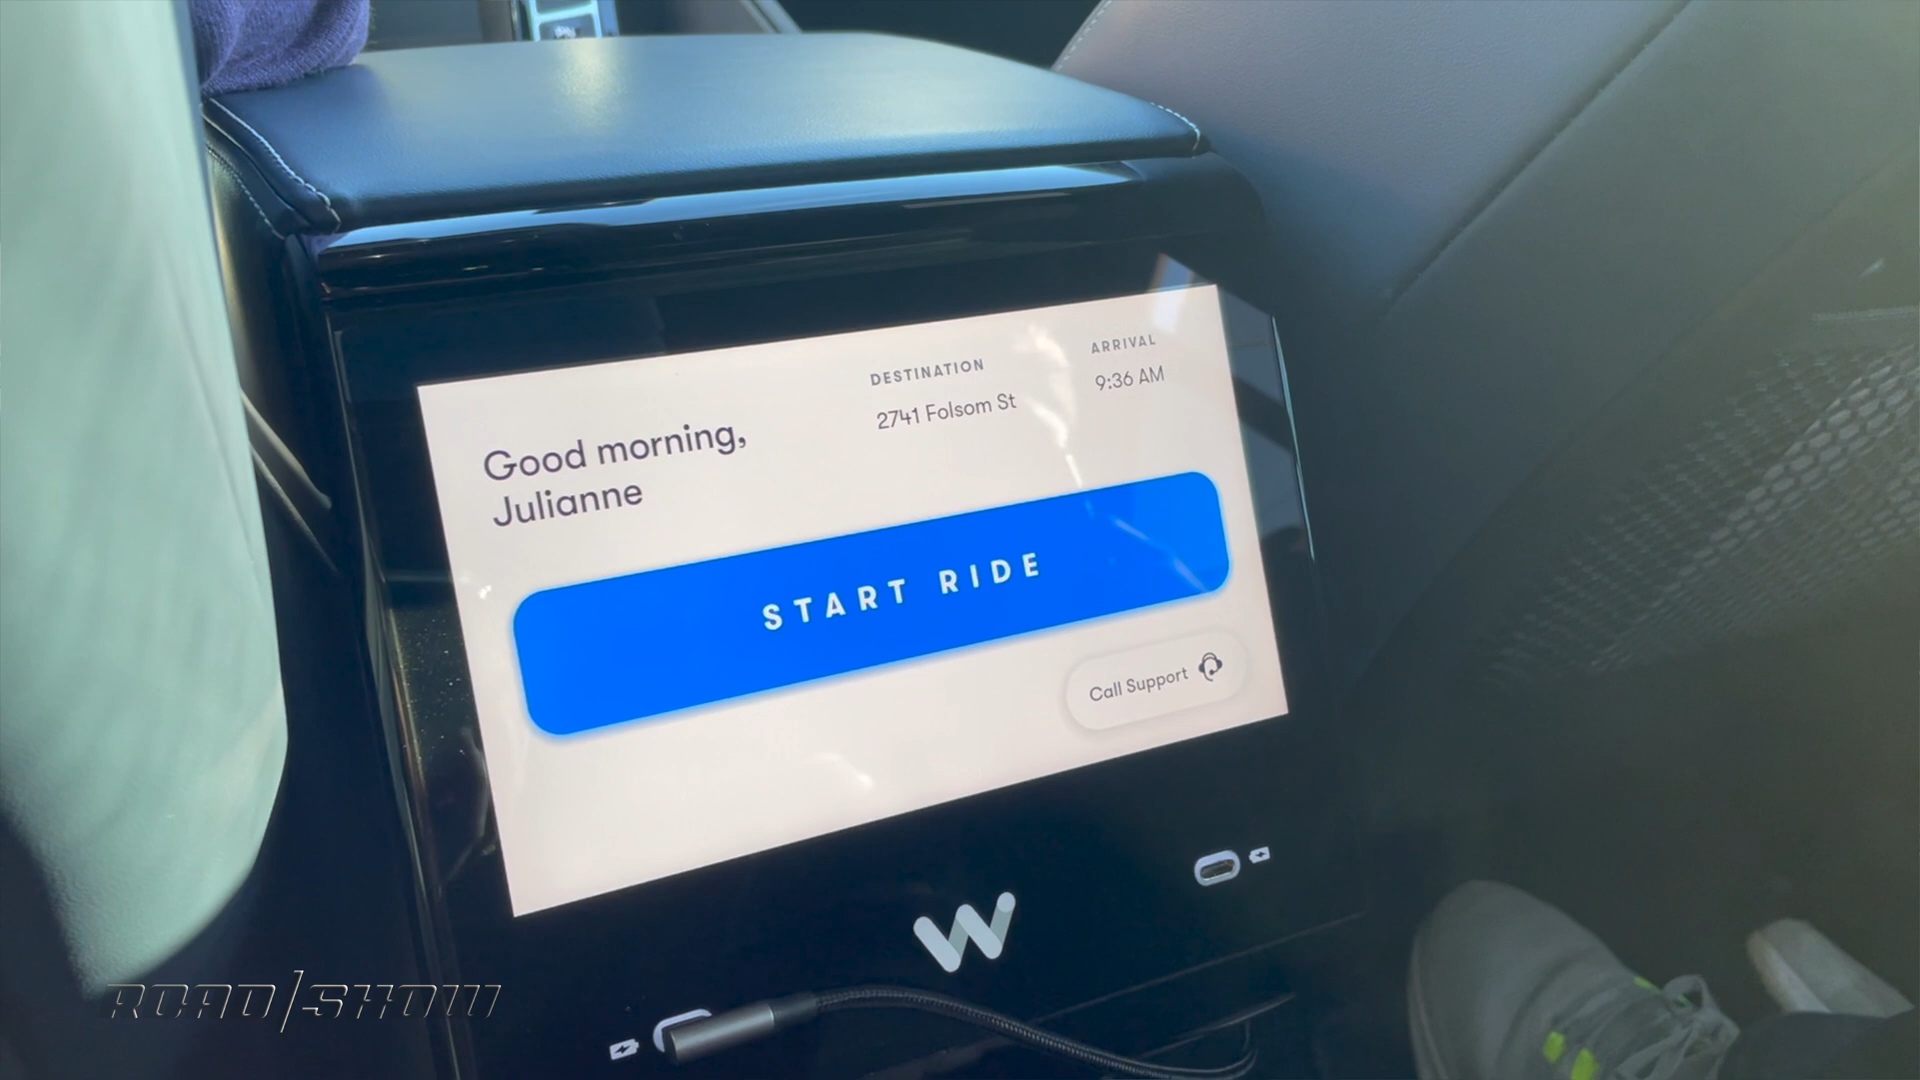 Good morning,
Julianne
DESTINATION
2741 Folsom St
ARRIVAL
9:36 AM
START RIDE
Call Support
W
ROAD/SHOW